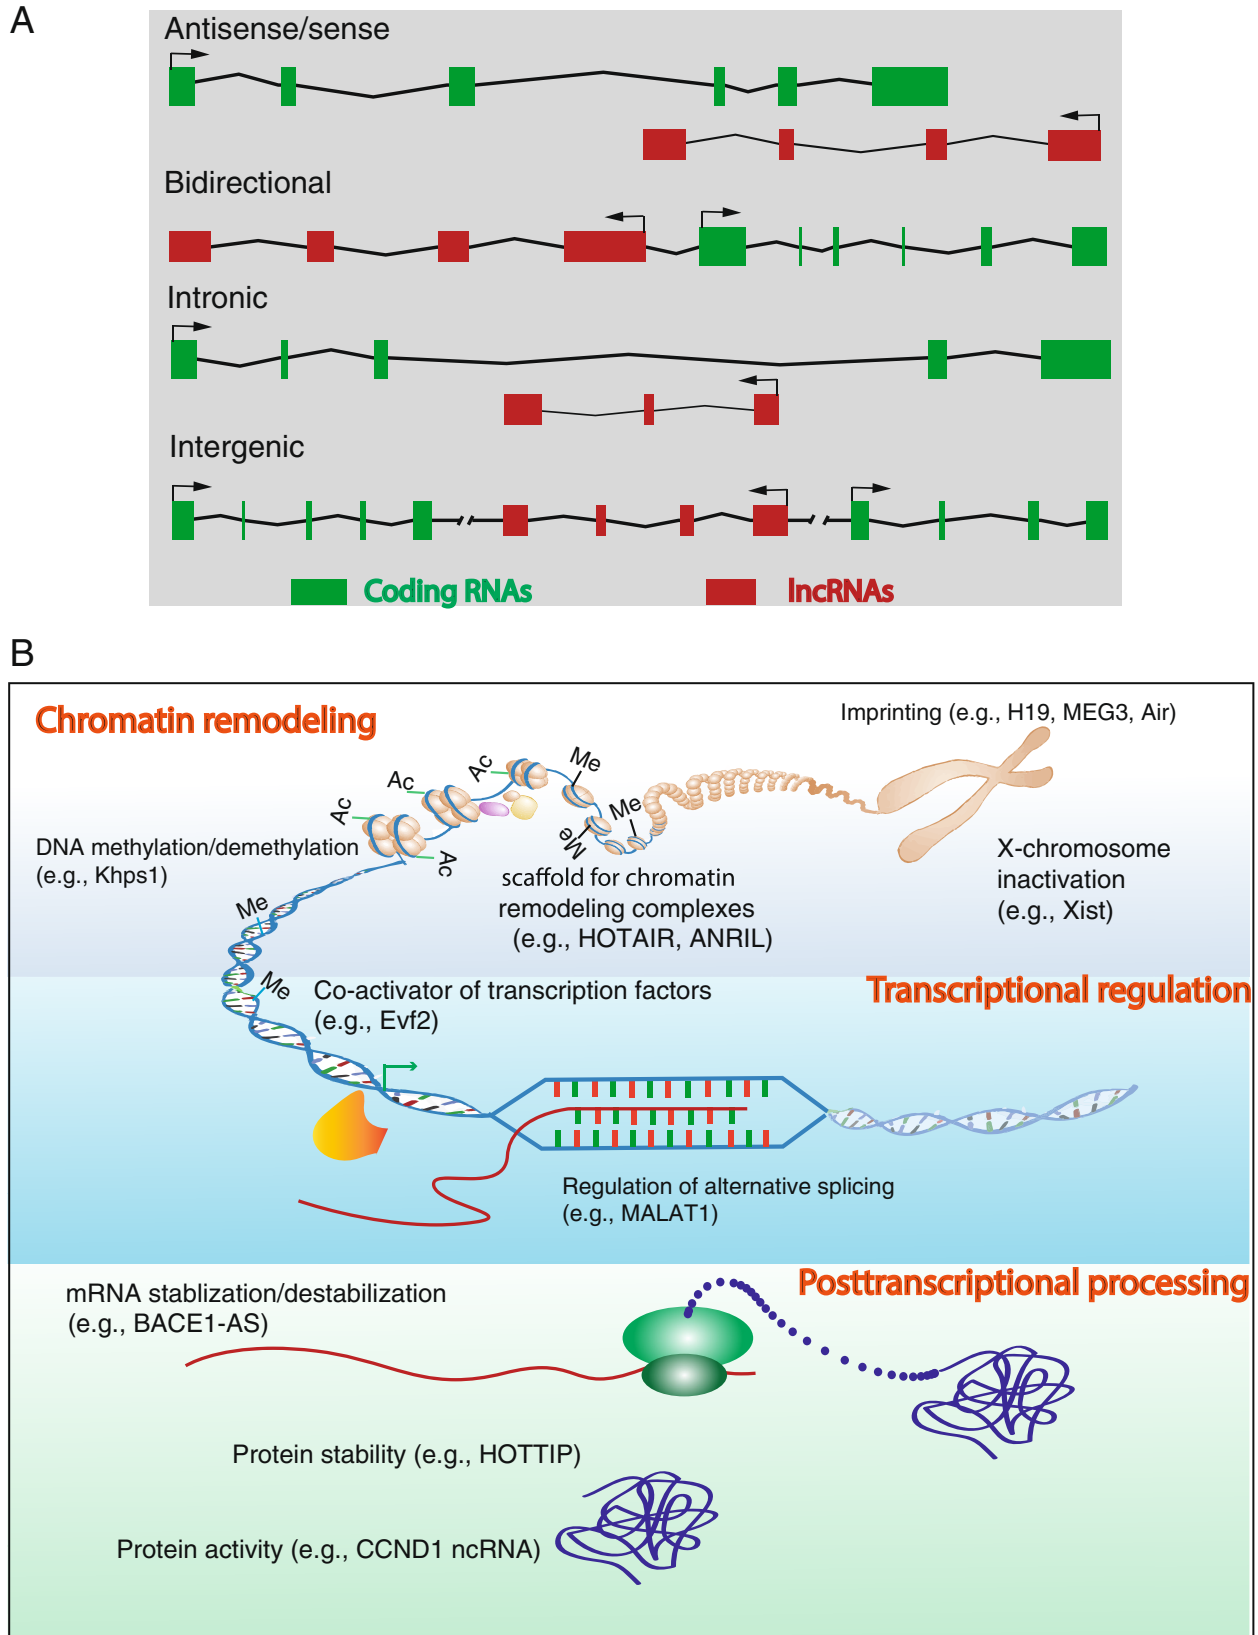 A
Antisense/sense
Bidirectional
Intronic
Intergenic
Coding RNAs
lncRNAs
B
Chromatin remodeling
Imprinting (e.g., H19, MEG3, Air)
Ac
Ac
Ac
Ac
Me
Me
Me
DNA methylation/demethylation
(e.g., Khps1)
scaffold for chromatin
remodeling complexes
(e.g., HOTAIR, ANRIL)
X-chromosome
inactivation
(e.g., Xist)
Me
Me
Co-activator of transcription factors
(e.g., Evf2)
Transcriptional regulation
Regulation of alternative splicing
(e.g., MALAT1)
Posttranscriptional processing
mRNA stablization/destabilization
(e.g., BACE1-AS)
Protein stability (e.g., HOTTIP)
Protein activity (e.g., CCND1 ncRNA)